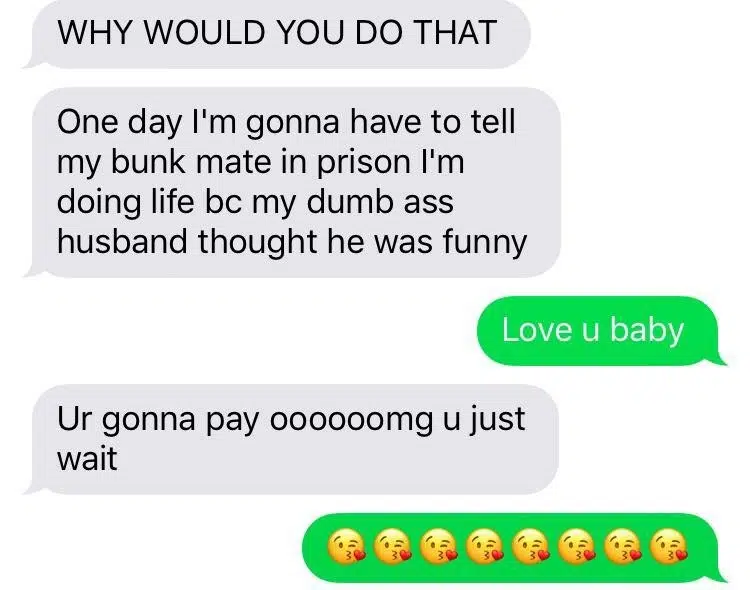 WHY WOULD YOU DO THAT
One day I'm gonna have to tell
my bunk mate in prison I'm
doing life bc my dumb ass
husband thought he was funny
Love u baby
Ur gonna pay oooooomg u just
wait
😘😘😘😘😘😘😘😘